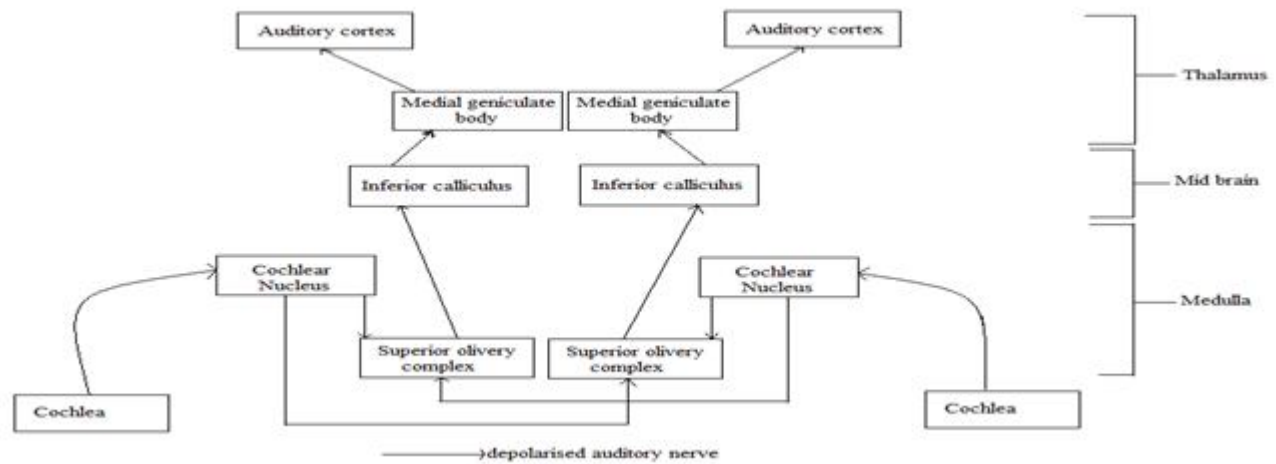 Auditory cortex
Auditory cortex
Thalamus
Medial geniculate
body
Medial geniculate
body
Inferior calliculus
Inferior calliculus
Mid brain
Cochlear
Nucleus
Cochlear
Nucleus
Medulla
Superior olivery
complex
Superior olivery
complex
Cochlea
Cochlea
depolarised auditory nerve